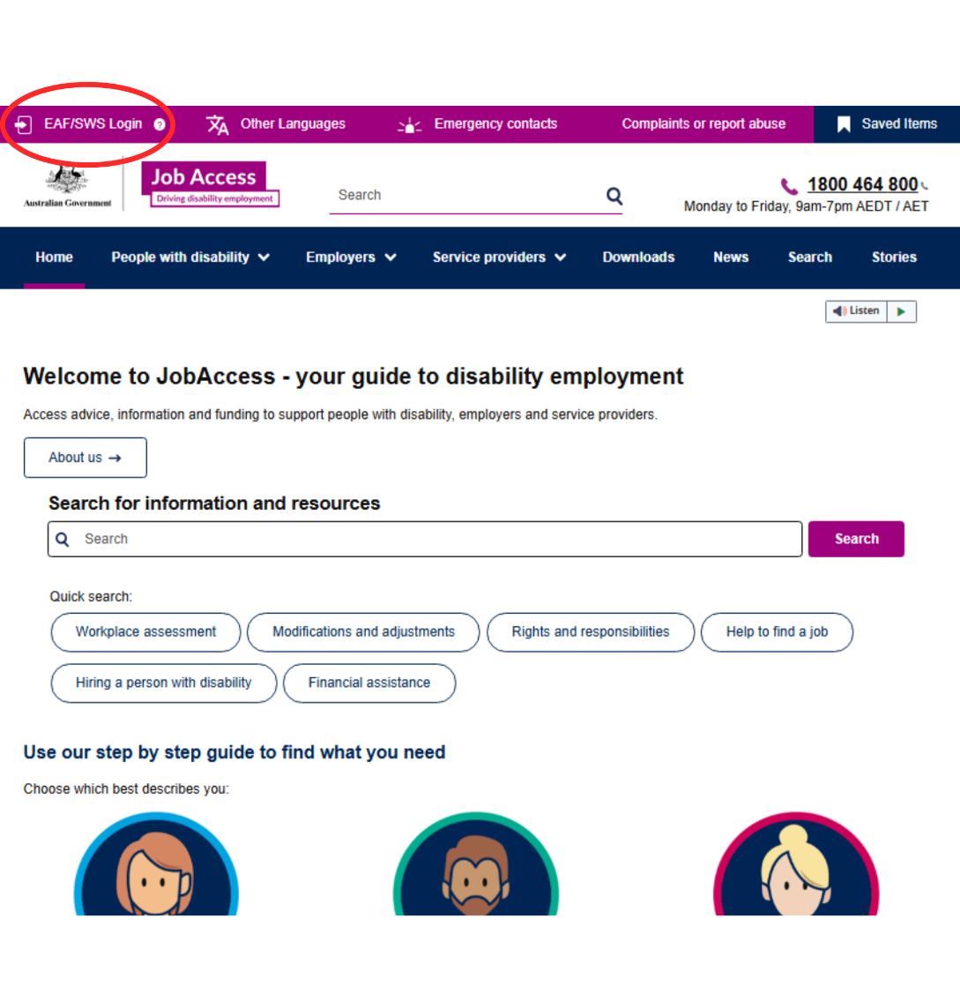 EAF/SWS Login ? Other Languages Emergency contacts Complaints or report abuse Saved Items
Australian Government
Job Access
Driving disability employment
Search
1800 464 800
Monday to Friday, 9am-7pm AEDT / AET
Home People with disability Employers Service providers Downloads News Search Stories
Listen
Welcome to JobAccess - your guide to disability employment
Access advice, information and funding to support people with disability, employers and service providers.
About us →
Search for information and resources
Search Search
Quick search:
Workplace assessment Modifications and adjustments Rights and responsibilities Help to find a job
Hiring a person with disability Financial assistance
Use our step by step guide to find what you need
Choose which best describes you: